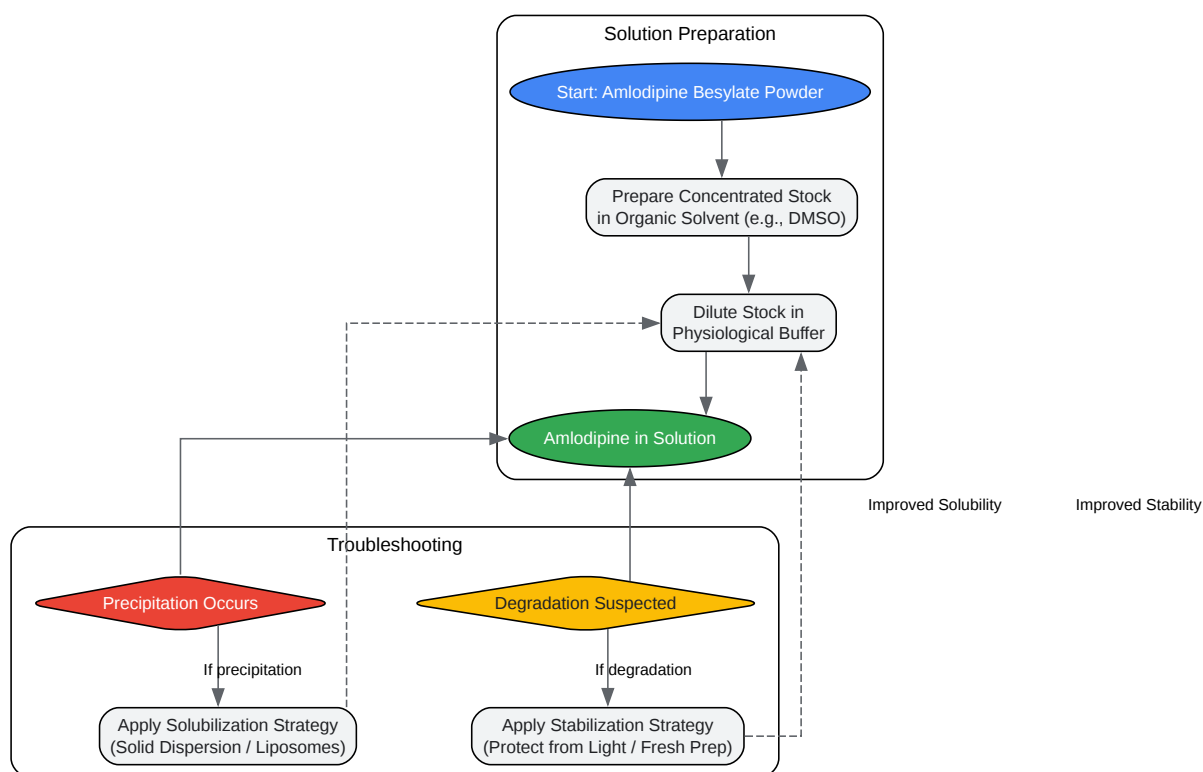 Solution Preparation
Start: Amlodipine Besylate Powder
Prepare Concentrated Stock
in Organic Solvent (e.g., DMSO)
Dilute Stock in
Physiological Buffer
Amlodipine in Solution
Improved Solubility
Improved Stability
Troubleshooting
Precipitation Occurs
Degradation Suspected
If precipitation
If degradation
Apply Solubilization Strategy
(Solid Dispersion / Liposomes)
Apply Stabilization Strategy
(Protect from Light / Fresh Prep)